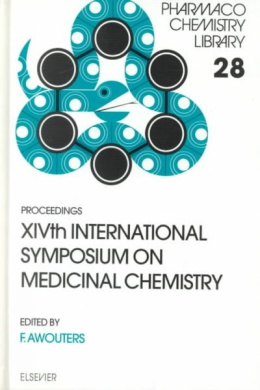 PHARMACO
CHEMISTRY
LIBRARY
28
PROCEEDINGS
XIVth INTERNATIONAL
SYMPOSIUM ON
MEDICINAL CHEMISTRY
EDITED BY
F. AWOUTERS
ELSEVIER